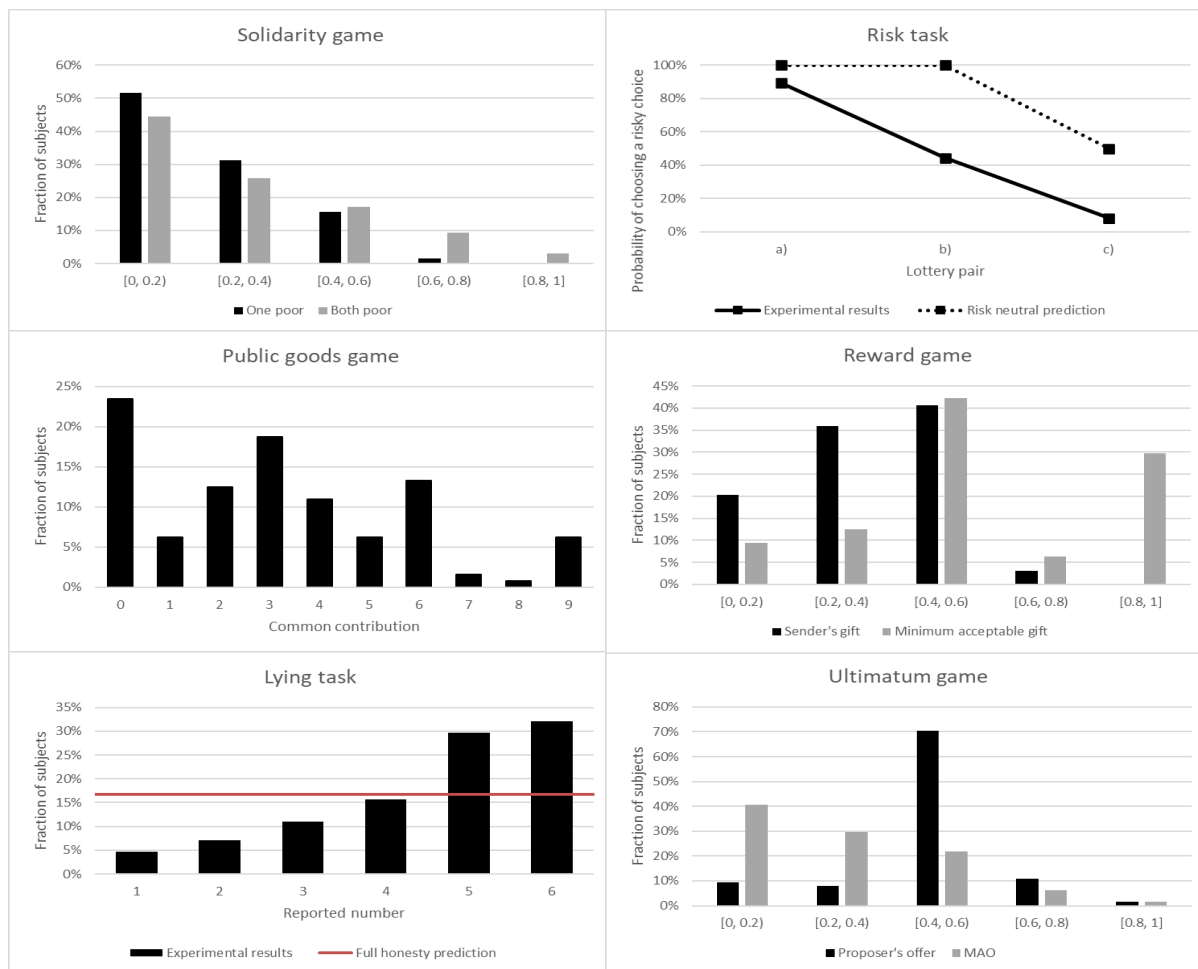 Solidarity game
Fraction of subjects
60%
50%
40%
30%
20%
10%
0%
[0, 0.2) [0.2, 0.4) [0.4, 0.6) [0.6, 0.8) [0.8, 1]
One poor Both poor
Risk task
Probability of choosing a risky choice
100%
80%
60%
40%
20%
0%
a) b) c)
Lottery pair
Experimental results Risk neutral prediction
Public goods game
Fraction of subjects
25%
20%
15%
10%
5%
0%
0 1 2 3 4 5 6 7 8 9
Common contribution
Reward game
Fraction of subjects
45%
40%
35%
30%
25%
20%
15%
10%
5%
0%
[0, 0.2) [0.2, 0.4) [0.4, 0.6) [0.6, 0.8) [0.8, 1]
Sender's gift Minimum acceptable gift
Lying task
Fraction of subjects
35%
30%
25%
20%
15%
10%
5%
0%
1 2 3 4 5 6
Reported number
Experimental results Full honesty prediction
Ultimatum game
Fraction of subjects
80%
70%
60%
50%
40%
30%
20%
10%
0%
[0, 0.2) [0.2, 0.4) [0.4, 0.6) [0.6, 0.8) [0.8, 1]
Proposer's offer MAO